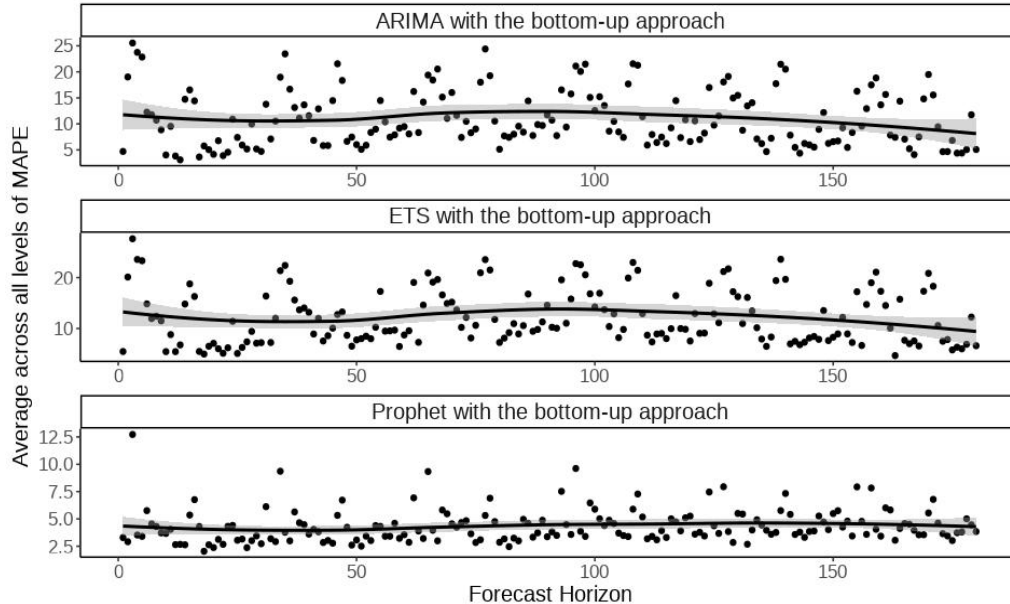 ARIMA with the bottom-up approach
25
20
15
10
5
0 50 100 150
ETS with the bottom-up approach
20
10
0 50 100 150
Prophet with the bottom-up approach
12.5
10.0
7.5
5.0
2.5
0 50 100 150
Forecast Horizon
Average across all levels of MAPE